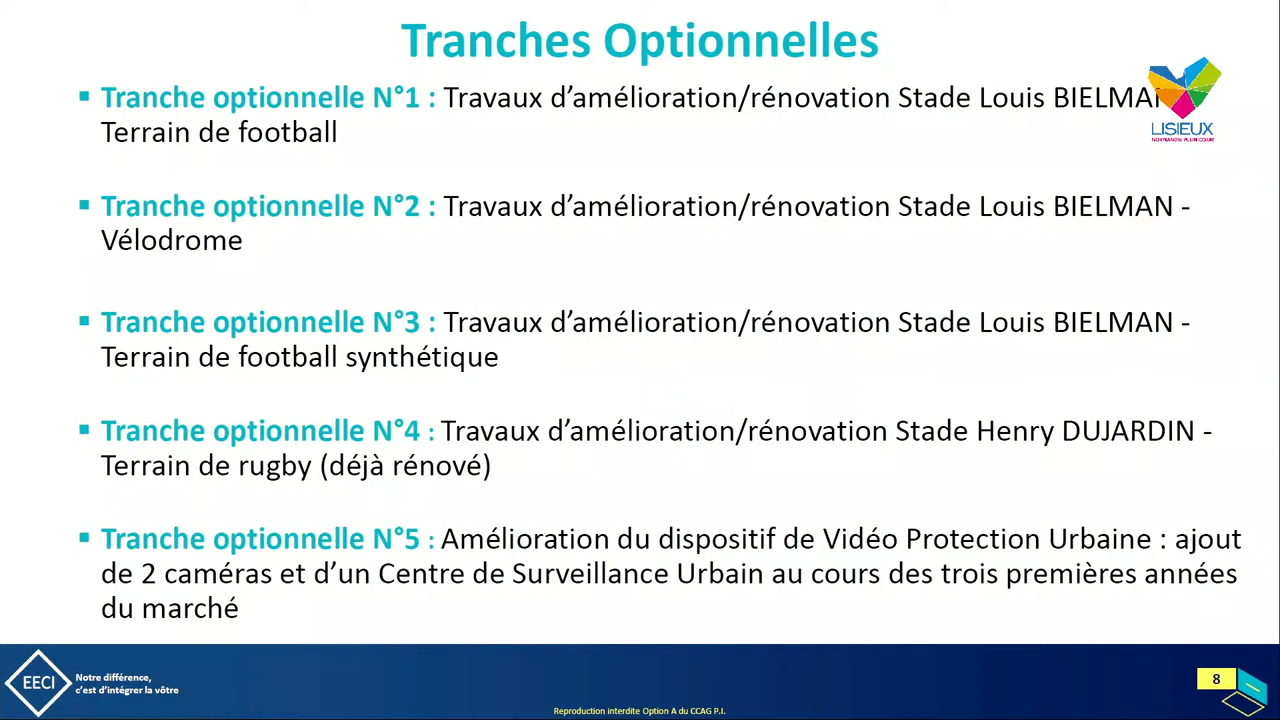 Tranches Optionnelles
▪ Tranche optionnelle N°1 : Travaux d’amélioration/rénovation Stade Louis
Terrain de football
LISIEUX
NORMANDIE PLEIN CŒUR
▪ Tranche optionnelle N°2 : Travaux d’amélioration/rénovation Stade Louis BIELMAN -
Vélodrome
▪ Tranche optionnelle N°3 : Travaux d’amélioration/rénovation Stade Louis BIELMAN -
Terrain de football synthétique
▪ Tranche optionnelle N°4 : Travaux d’amélioration/rénovation Stade Henry DUJARDIN -
Terrain de rugby (déjà rénové)
▪ Tranche optionnelle N°5 : Amélioration du dispositif de Vidéo Protection Urbaine : ajout
de 2 caméras et d’un Centre de Surveillance Urbain au cours des trois premières années
du marché
EECI
Notre différence,
c’est d’intégrer la vôtre
8
Reproduction interdite Option A du CCAG P.I.